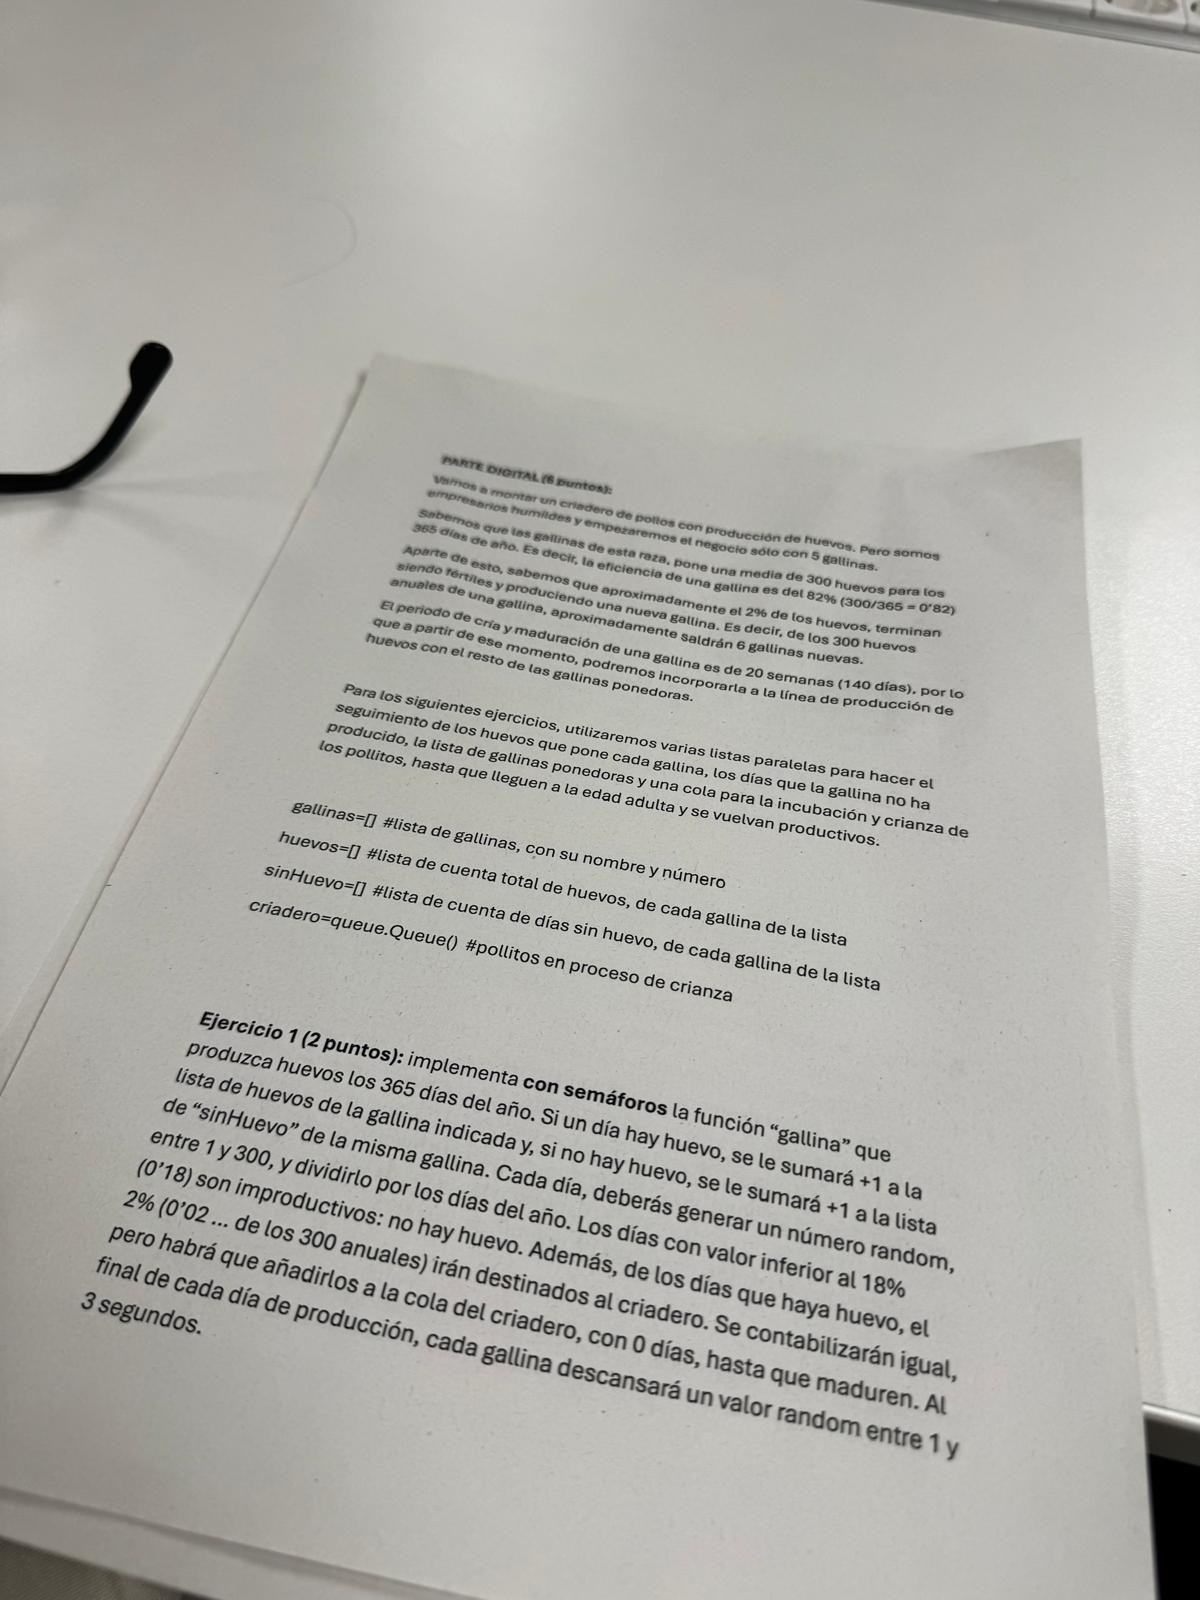 PARTE DIGITAL (6 puntos):
Vamos a montar un criadero de pollos con producción de huevos. Pero somos
empresarios humildes y empezaremos el negocio sólo con 5 gallinas.
Sabemos que las gallinas de esta raza, pone una media de 300 huevos para los
365 días de año. Es decir, la eficiencia de una gallina es del 82% (300/365 = 0'82)
Aparte de esto, sabemos que aproximadamente el 2% de los huevos, terminan
siendo fértiles y produciendo una nueva gallina. Es decir, de los 300 huevos
anuales de una gallina, aproximadamente saldrán 6 gallinas nuevas.
El periodo de cría y maduración de una gallina es de 20 semanas (140 días), por lo
que a partir de ese momento, podremos incorporarla a la línea de producción de
huevos con el resto de las gallinas ponedoras.
Para los siguientes ejercicios, utilizaremos varias listas paralelas para hacer el
seguimiento de los huevos que pone cada gallina, los días que la gallina no ha
producido, la lista de gallinas ponedoras y una cola para la incubación y crianza de
los pollitos, hasta que lleguen a la edad adulta y se vuelvan productivos.
gallinas=[] #lista de gallinas, con su nombre y número
huevos=[] #lista de cuenta total de huevos, de cada gallina de la lista
sinHuevo=[] #lista de cuenta de días sin huevo, de cada gallina de la lista
criadero=queue.Queue() #pollitos en proceso de crianza
Ejercicio 1 (2 puntos): implementa con semáforos la función “gallina” que
produzca huevos los 365 días del año. Si un día hay huevo, se le sumará +1 a la
lista de huevos de la gallina indicada y, si no hay huevo, se le sumará +1 a la lista
de “sinHuevo” de la misma gallina. Cada día, deberás generar un número random,
entre 1 y 300, y dividirlo por los días del año. Los días con valor inferior al 18%
(0'18) son improductivos: no hay huevo. Además, de los días que haya huevo, el
2% (0'02 ... de los 300 anuales) irán destinados al criadero. Se contabilizarán igual,
pero habrá que añadirlos a la cola del criadero, con 0 días, hasta que maduren. Al
final de cada día de producción, cada gallina descansará un valor random entre 1 y
3 segundos.